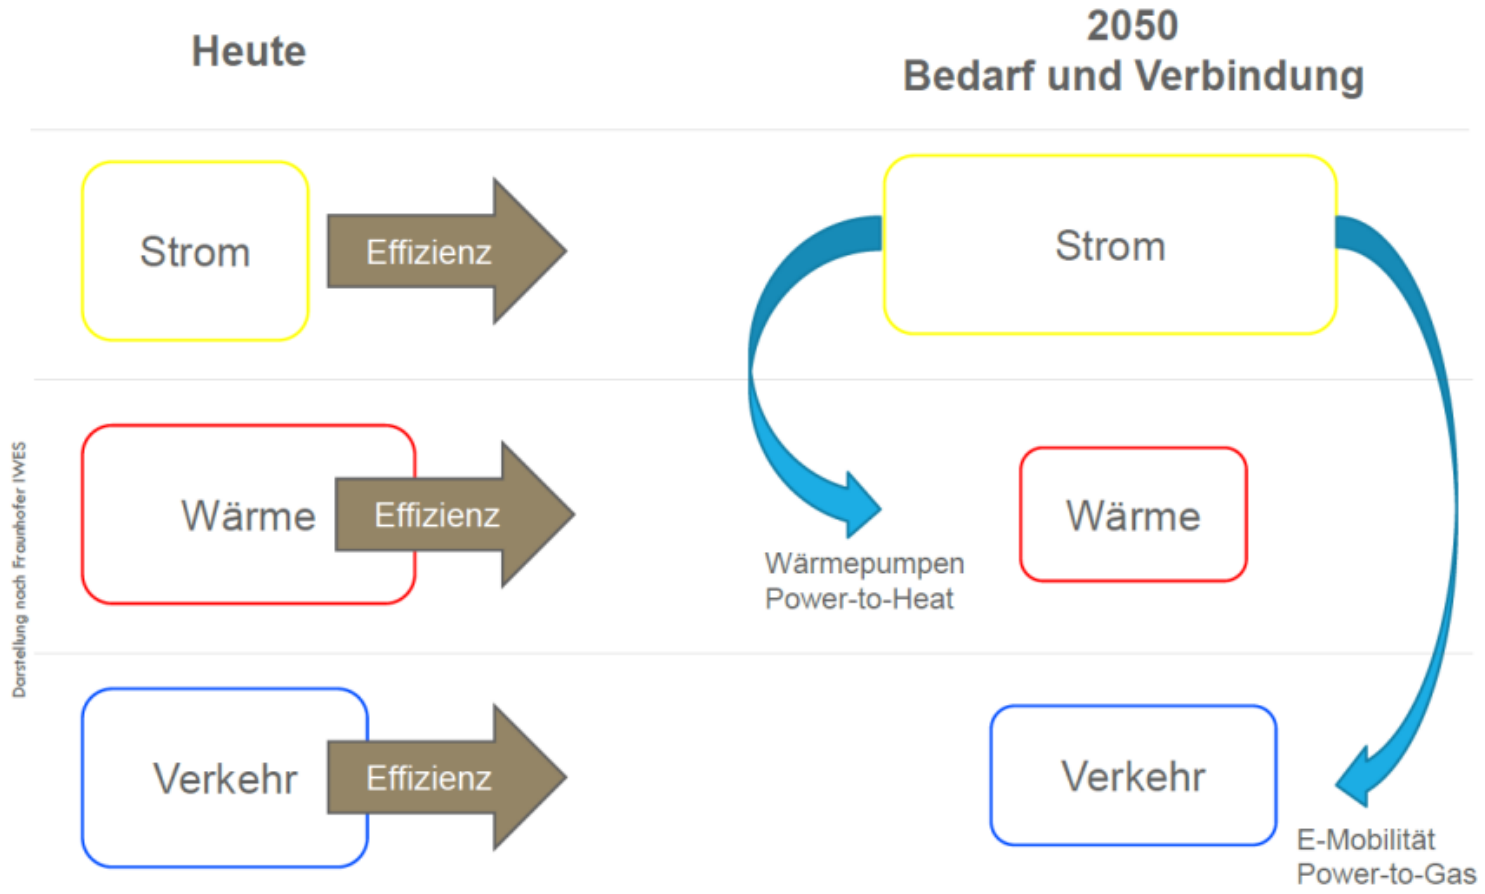 Heute
2050
Bedarf und Verbindung
Strom
Effizienz
Strom
Wärme
Effizienz
Wärmepumpen
Power-to-Heat
Wärme
Verkehr
Effizienz
Verkehr
E-Mobilität
Power-to-Gas
Darstellung nach Fraunhofer IWES